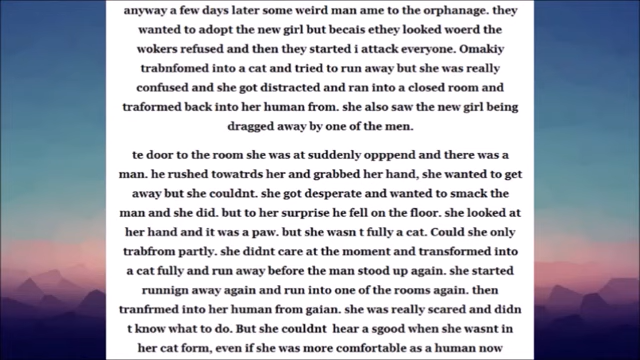 anyway a few days later some weird man ame to the orphanage. they
wanted to adopt the new girl but becais ethey looked woerd the
wokers refused and then they started i attack everyone. Omakiy
trabnfomed into a cat and tried to run away but she was really
confused and she got distracted and ran into a closed room and
traformed back into her human from. she also saw the new girl being
dragged away by one of the men.
te door to the room she was at suddenly opppend and there was a
man. he rushed towatrds her and grabbed her hand, she wanted to get
away but she couldnt. she got desperate and wanted to smack the
man and she did. but to her surprise he fell on the floor. she looked at
her hand and it was a paw. but she wasn t fully a cat. Could she only
trabfrom partly. she didnt care at the moment and transformed into
a cat fully and run away before the man stood up again. she started
runnign away again and run into one of the rooms again. then
tranfrmed into her human from gaian. she was really scared and didn
t know what to do. But she couldnt hear a sgood when she wasnt in
her cat form, even if she was more comfortable as a human now